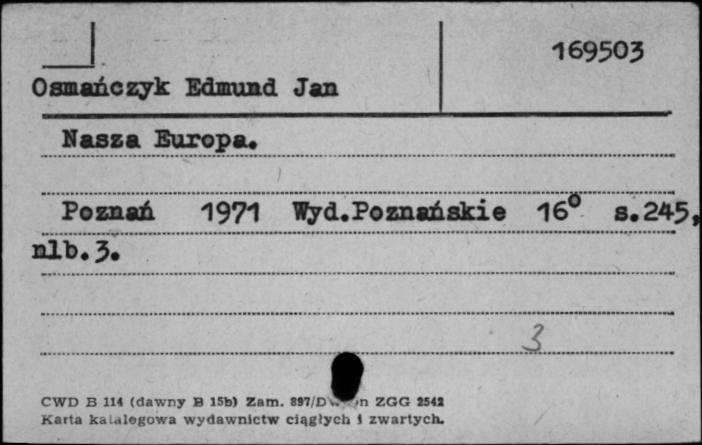 169503
Osmańczyk Edmund Jan
Nasza Europa.
Poznań 1971 Wyd.Poznańskie 16° s.245,
nlb.3.
3
CWD B 114 (dawny B 15b) Zam. 897/D ZGG 2542
Karta katalogowa wydawnictw ciągłych i zwartych.